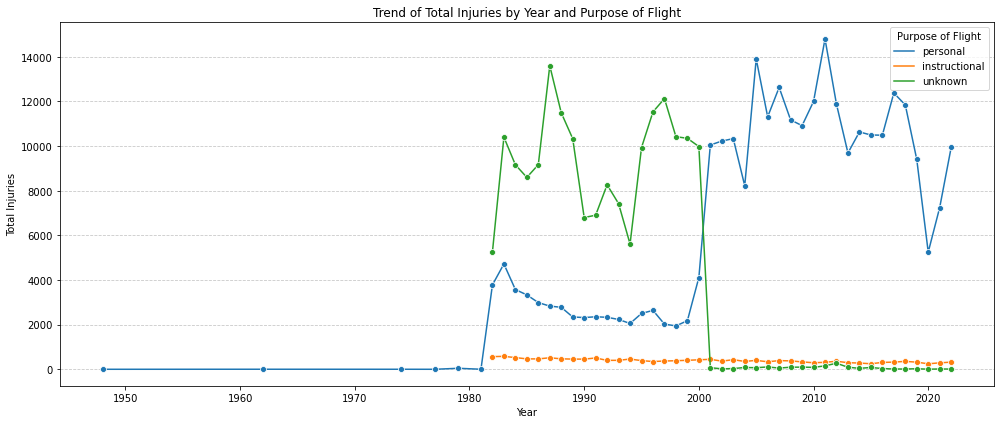 Trend of Total Injuries by Year and Purpose of Flight
Total Injuries
14000
12000
10000
8000
6000
4000
2000
0
1950
1960
1970
1980
1990
2000
2010
2020
Year
Purpose of Flight
personal
instructional
unknown